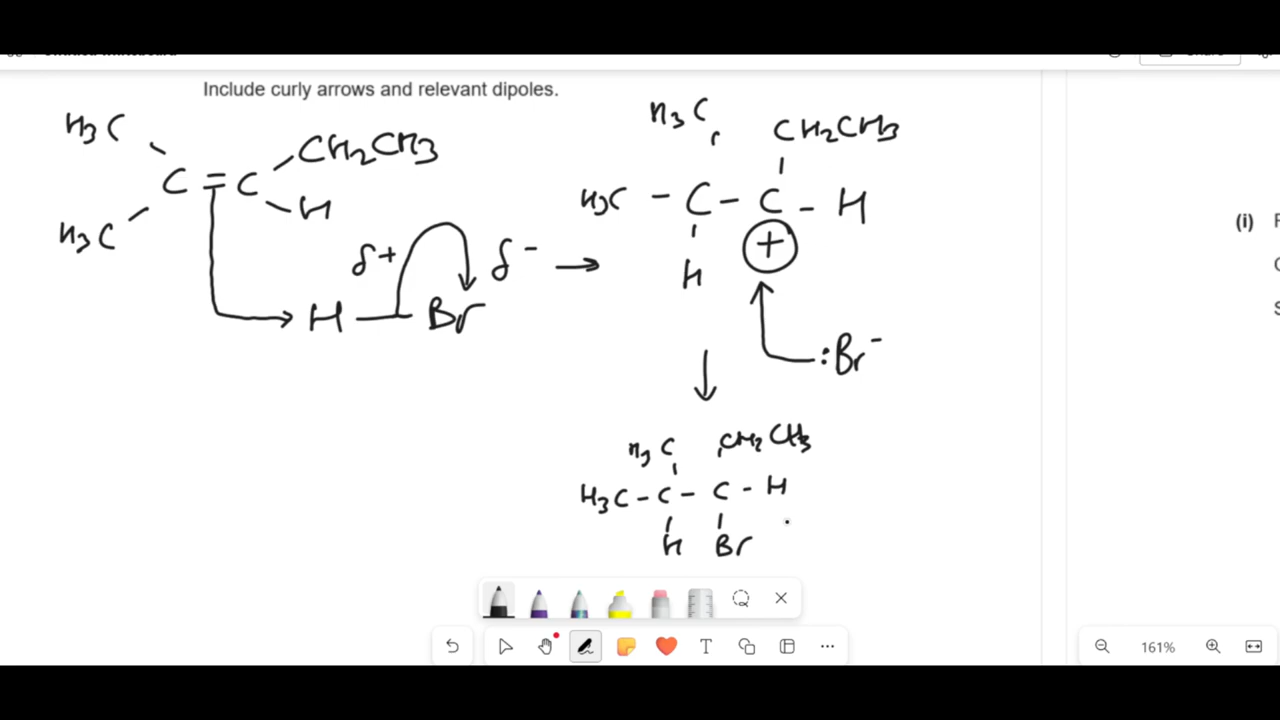 Include curly arrows and relevant dipoles.
H3C
CH2CH3
C = C
H
H3C
δ+
δ-
H — Br
H3C
CH2CH3
H3C - C - C - H
+
H
:Br-
H3C
CH2CH3
H3C - C - C - H
H
Br
(i)
161%